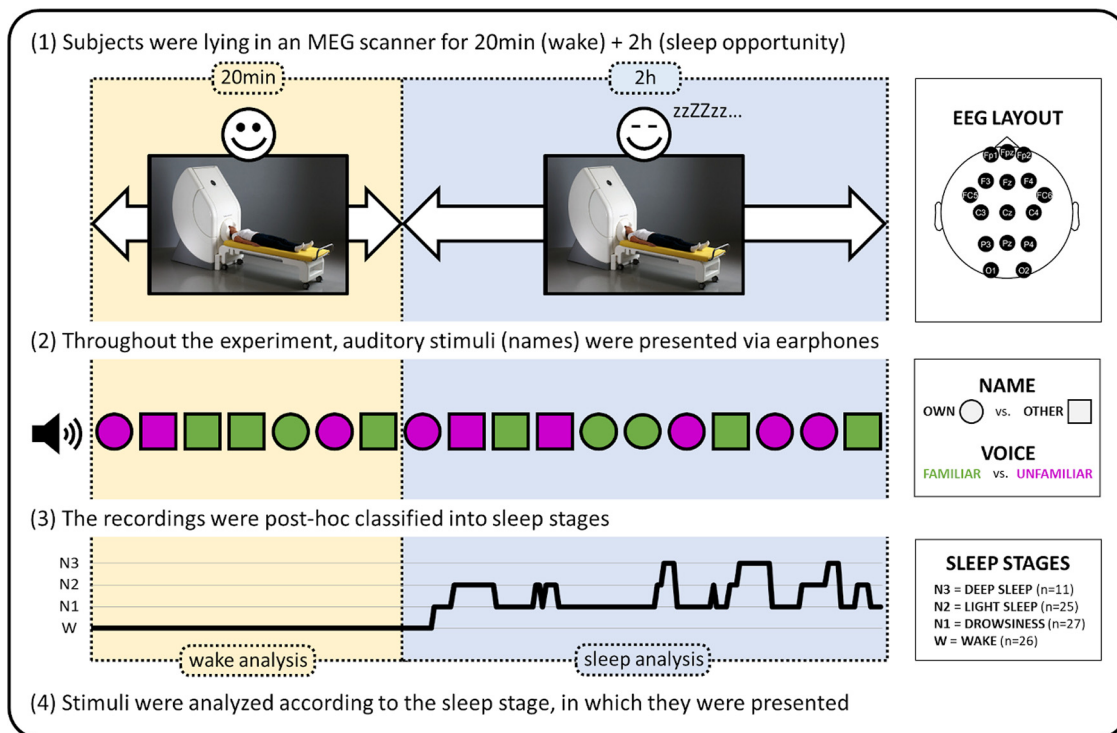 (1) Subjects were lying in an MEG scanner for 20min (wake) + 2h (sleep opportunity)
20min
2h
zzZZzz...
EEG LAYOUT
Fp1 Fpz Fp2
F3 Fz F4
FC5 FC6
C3 Cz C4
P3 Pz P4
O1 O2
(2) Throughout the experiment, auditory stimuli (names) were presented via earphones
NAME
OWN vs. OTHER
VOICE
FAMILIAR vs. UNFAMILIAR
(3) The recordings were post-hoc classified into sleep stages
N3
N2
N1
W
wake analysis
sleep analysis
SLEEP STAGES
N3 = DEEP SLEEP (n=11)
N2 = LIGHT SLEEP (n=25)
N1 = DROWSINESS (n=27)
W = WAKE (n=26)
(4) Stimuli were analyzed according to the sleep stage, in which they were presented